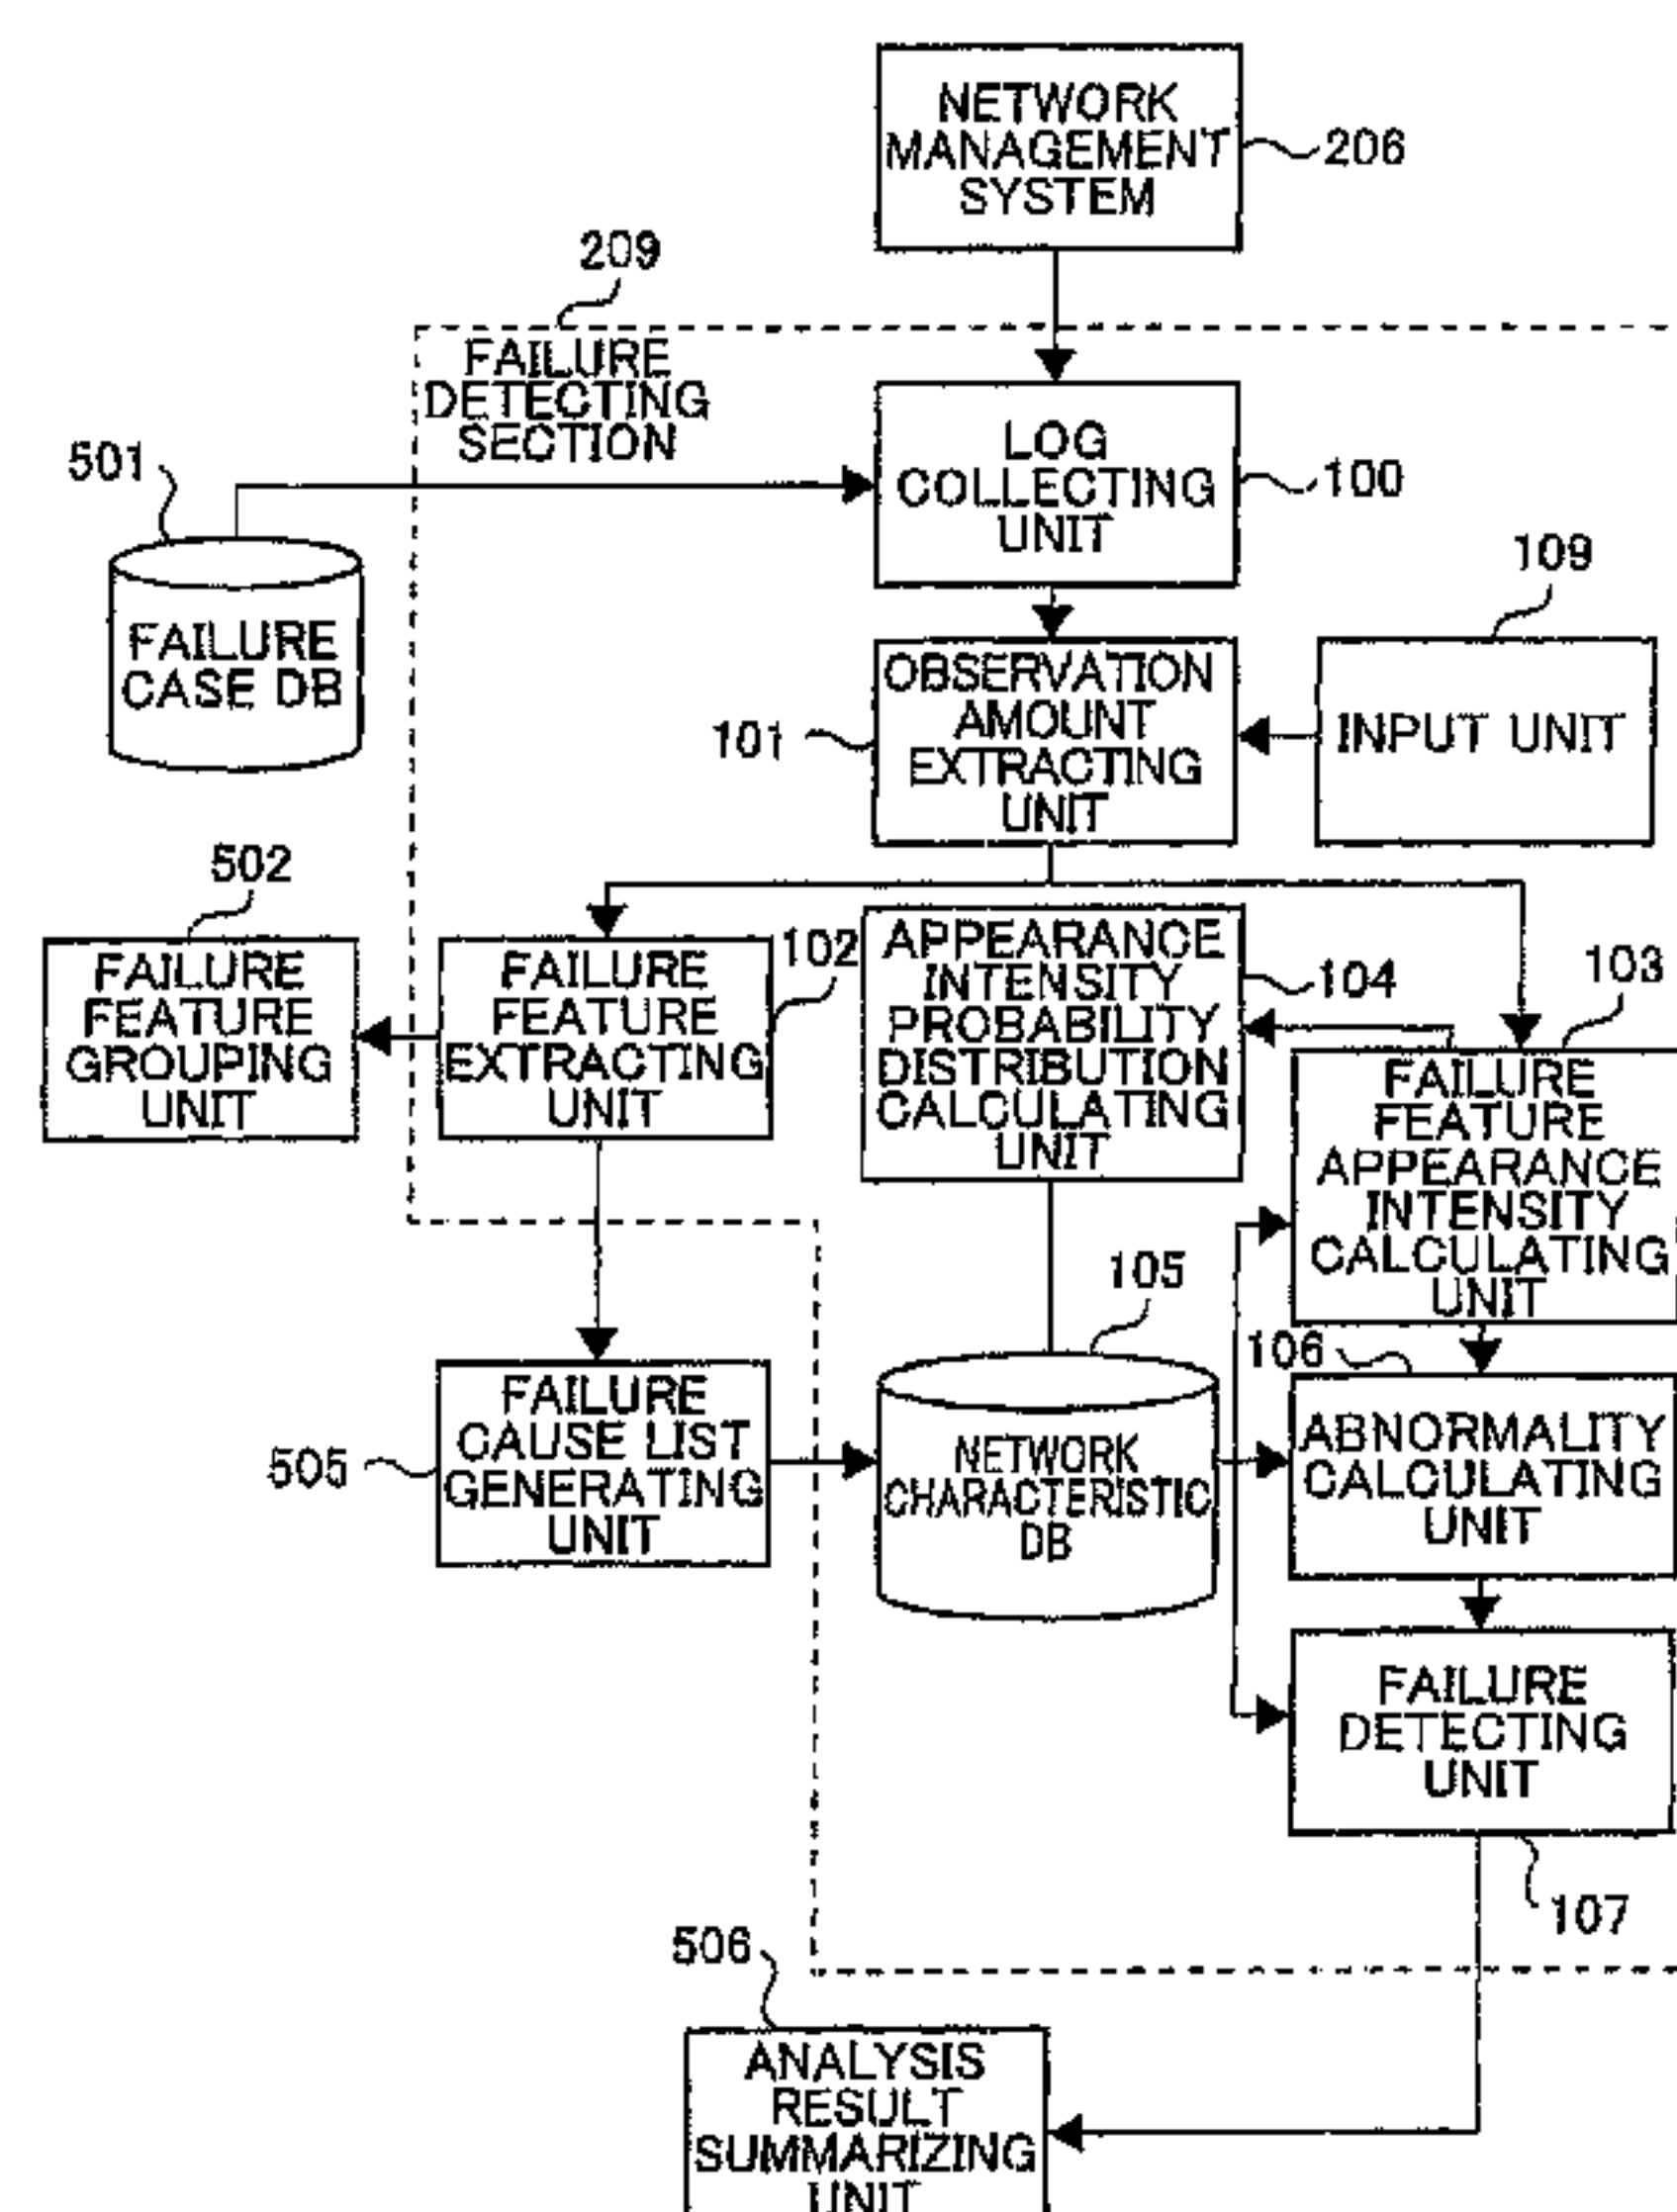 NETWORK
MANAGEMENT
SYSTEM
206
209
FAILURE
DETECTING
SECTION
501
LOG
COLLECTING
UNIT
100
FAILURE
CASE DB
109
OBSERVATION
AMOUNT
EXTRACTING
UNIT
101
INPUT UNIT
502
FAILURE
FEATURE
GROUPING
UNIT
FAILURE
FEATURE
EXTRACTING
UNIT
102
APPEARANCE
INTENSITY
PROBABILITY
DISTRIBUTION
CALCULATING
UNIT
104
103
FAILURE
FEATURE
APPEARANCE
INTENSITY
CALCULATING
UNIT
105
106
FAILURE
CAUSE LIST
GENERATING
UNIT
505
NETWORK
CHARACTERISTIC
DB
ABNORMALITY
CALCULATING
UNIT
FAILURE
DETECTING
UNIT
107
506
ANALYSIS
RESULT
SUMMARIZING
UNIT